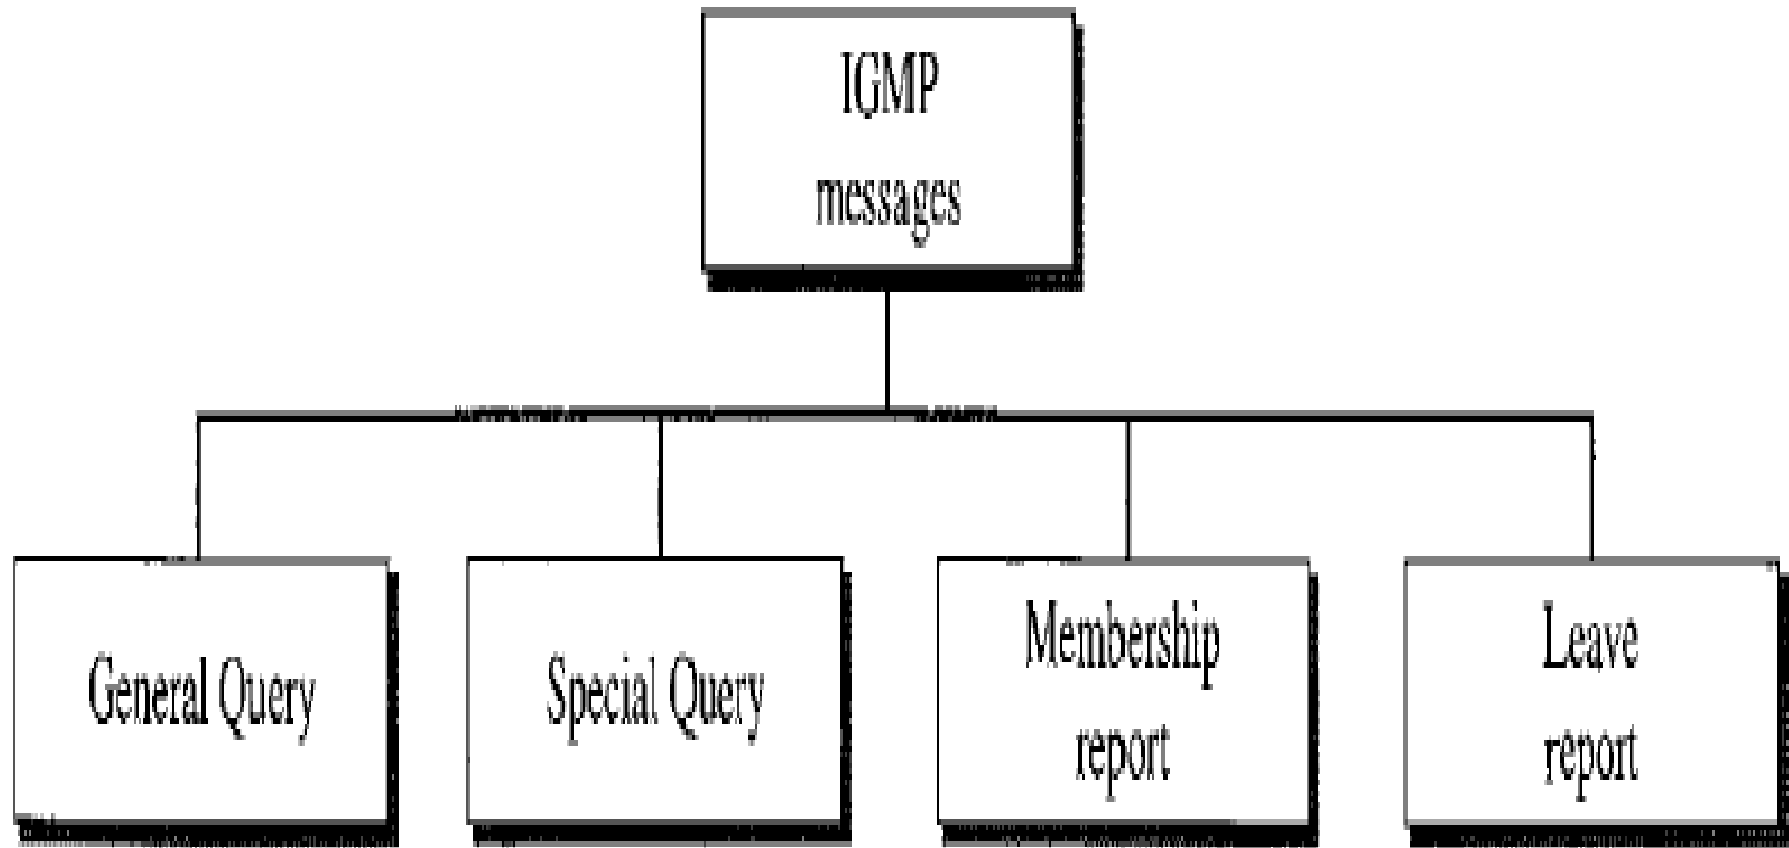 IGMP
messages
General Query
Special Query
Membership
report
Leave
report